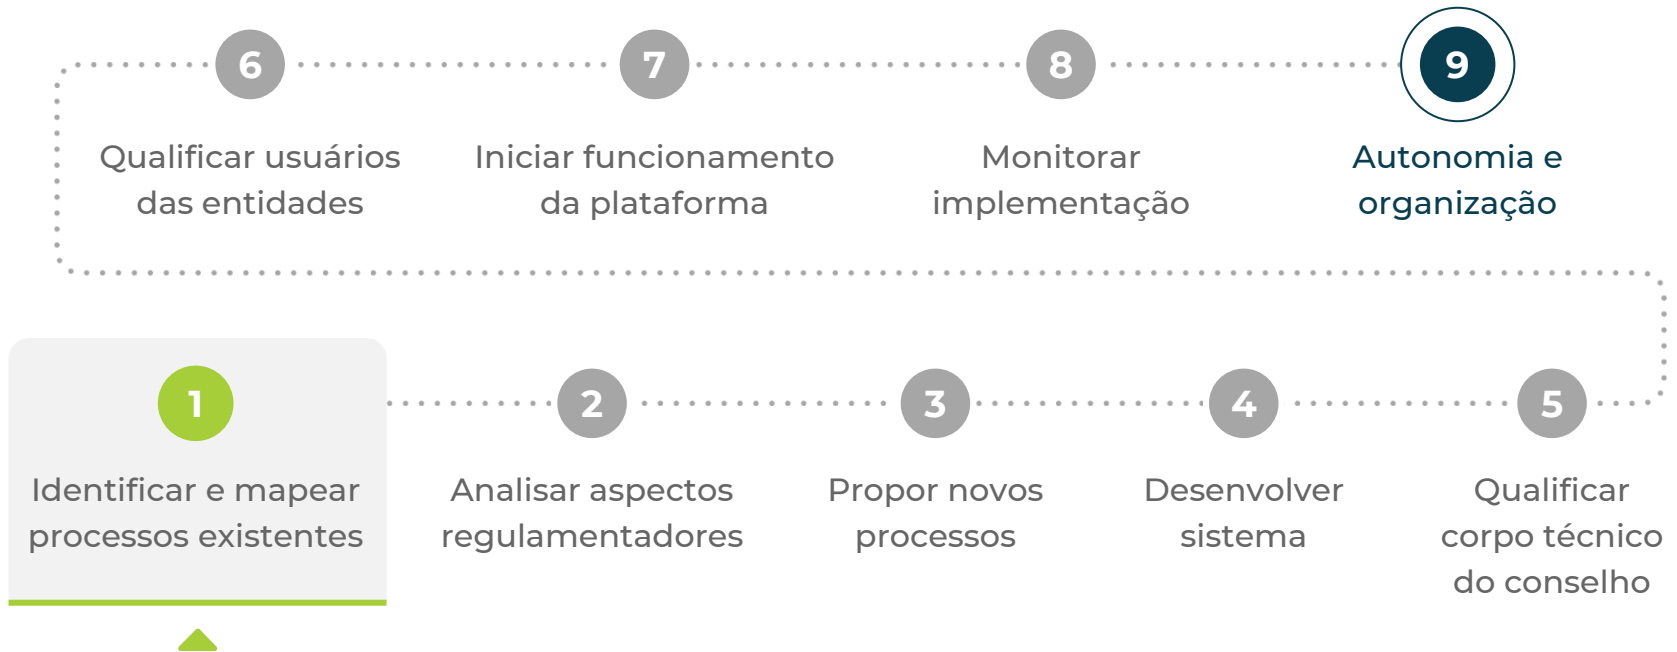 6
7
8
9
Qualificar usuários
das entidades
Iniciar funcionamento
da plataforma
Monitorar
implementação
Autonomia e
organização
1
2
3
4
5
Identificar e mapear
processos existentes
Analisar aspectos
regulamentadores
Propor novos
processos
Desenvolver
sistema
Qualificar
corpo técnico
do conselho